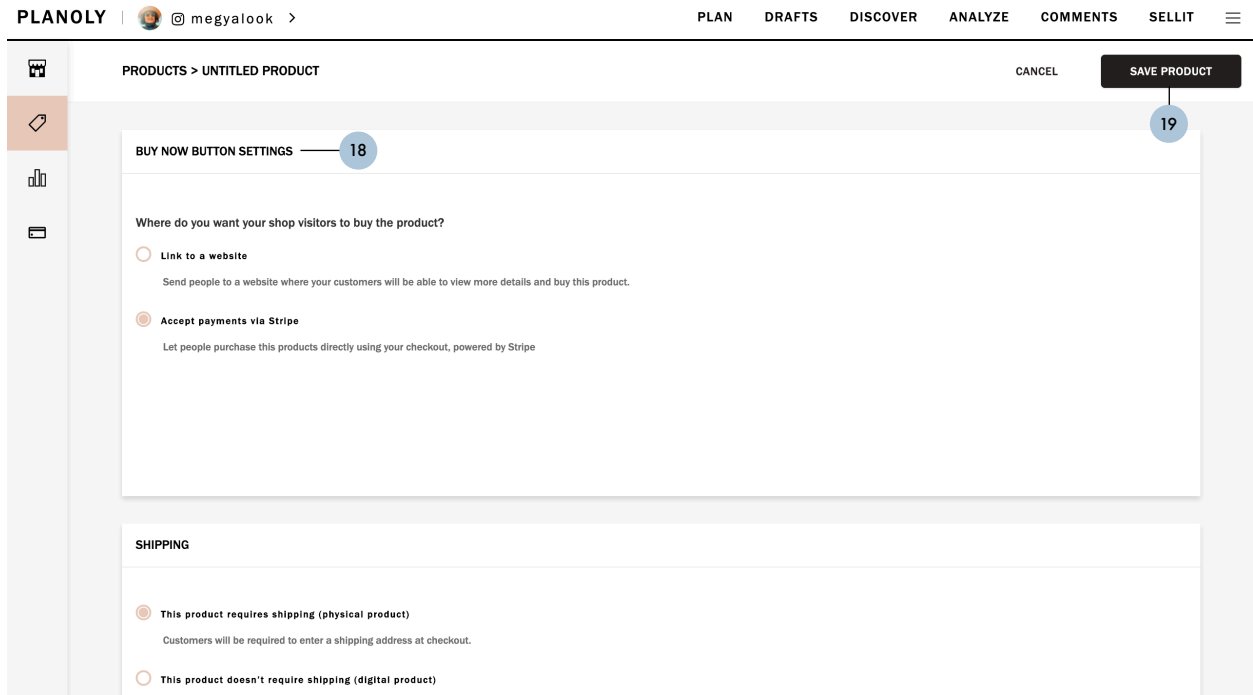 PLANOLY megyalook > PLAN DRAFTS DISCOVER ANALYZE COMMENTS SELLIT
PRODUCTS > UNTITLED PRODUCT CANCEL SAVE PRODUCT
19
BUY NOW BUTTON SETTINGS 18
Where do you want your shop visitors to buy the product?
Link to a website
Send people to a website where your customers will be able to view more details and buy this product.
Accept payments via Stripe
Let people purchase this products directly using your checkout, powered by Stripe
SHIPPING
This product requires shipping (physical product)
Customers will be required to enter a shipping address at checkout.
This product doesn't require shipping (digital product)